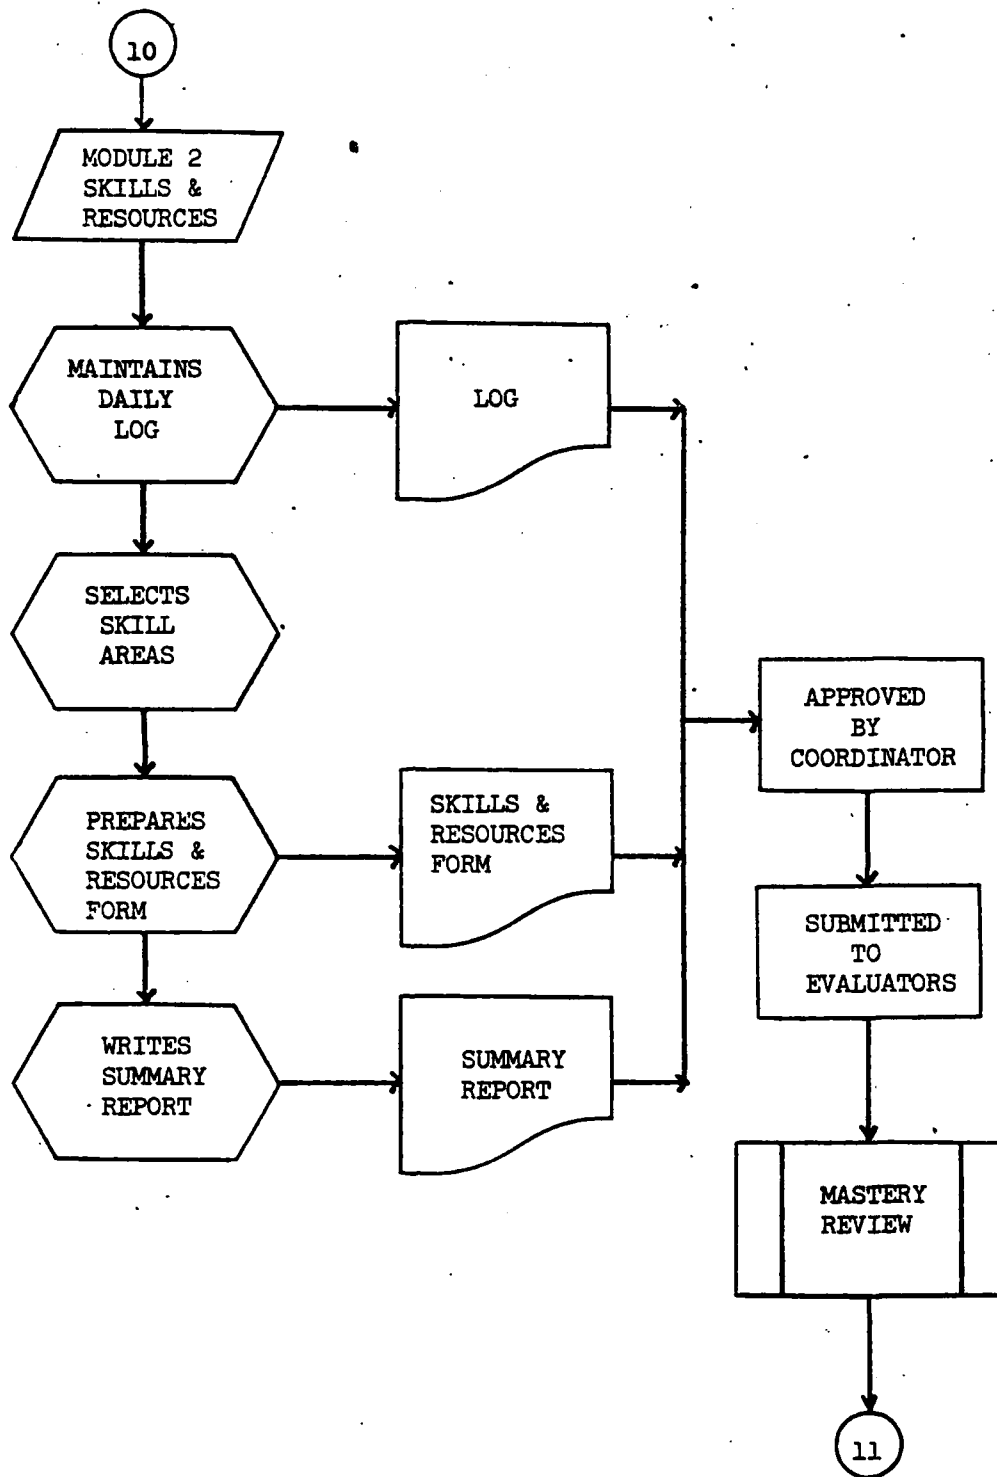 10
MODULE 2
SKILLS &
RESOURCES
MAINTAINS
DAILY
LOG
LOG
SELECTS
SKILL
AREAS
PREPARES
SKILLS &
RESOURCES
FORM
SKILLS &
RESOURCES
FORM
WRITES
SUMMARY
REPORT
SUMMARY
REPORT
APPROVED
BY
COORDINATOR
SUBMITTED
TO
EVALUATORS
MASTERY
REVIEW
11